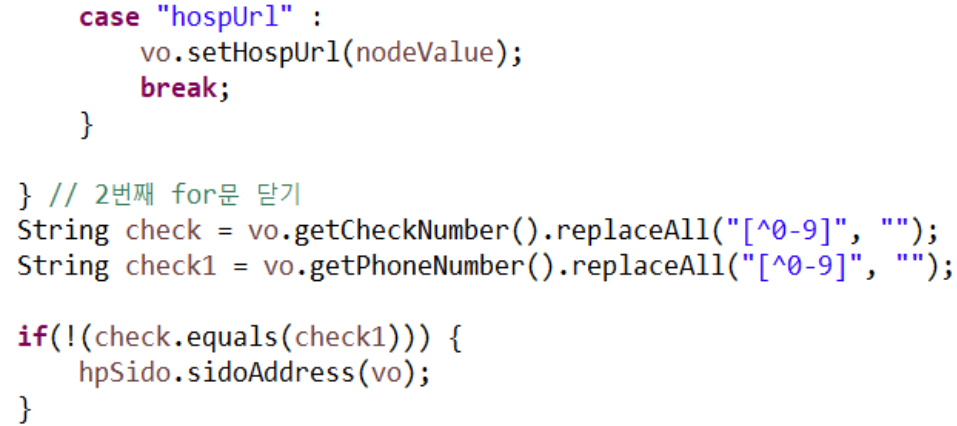 case "hospUrl" :
vo.setHospUrl(nodeValue);
break;
}
} // 2번째 for문 닫기
String check = vo.getCheckNumber().replaceAll("[^0-9]", "");
String check1 = vo.getPhoneNumber().replaceAll("[^0-9]", "");
if(!(check.equals(check1))) {
hpSido.sidoAddress(vo);
}